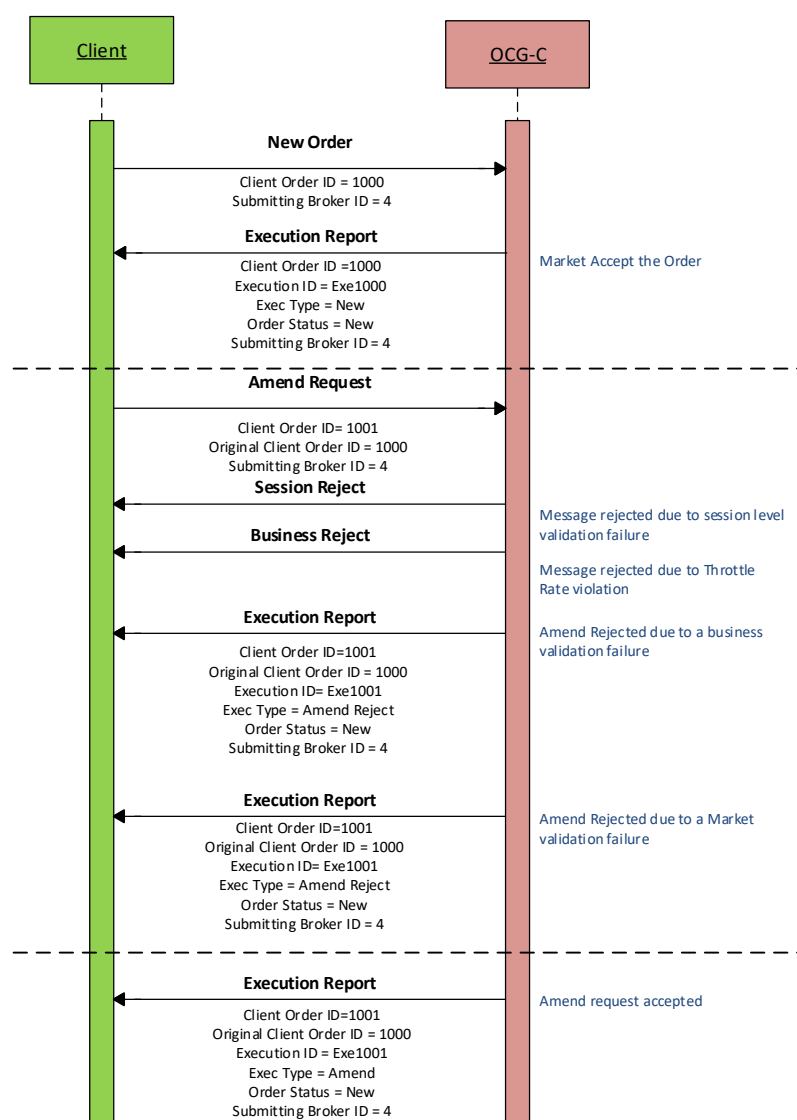 Client
OCG-C
New Order
Client Order ID = 1000
Submitting Broker ID = 4
Execution Report
Market Accept the Order
Client Order ID =1000
Execution ID = Exe1000
Exec Type = New
Order Status = New
Submitting Broker ID = 4
Amend Request
Client Order ID= 1001
Original Client Order ID = 1000
Submitting Broker ID = 4
Session Reject
Message rejected due to session level
validation failure
Business Reject
Message rejected due to Throttle
Rate violation
Execution Report
Amend Rejected due to a business
validation failure
Client Order ID=1001
Original Client Order ID = 1000
Execution ID= Exe1001
Exec Type = Amend Reject
Order Status = New
Submitting Broker ID = 4
Execution Report
Amend Rejected due to a Market
validation failure
Client Order ID=1001
Original Client Order ID = 1000
Execution ID= Exe1001
Exec Type = Amend Reject
Order Status = New
Submitting Broker ID = 4
Execution Report
Amend request accepted
Client Order ID=1001
Original Client Order ID = 1000
Execution ID = Exe1001
Exec Type = Amend
Order Status = New
Submitting Broker ID = 4